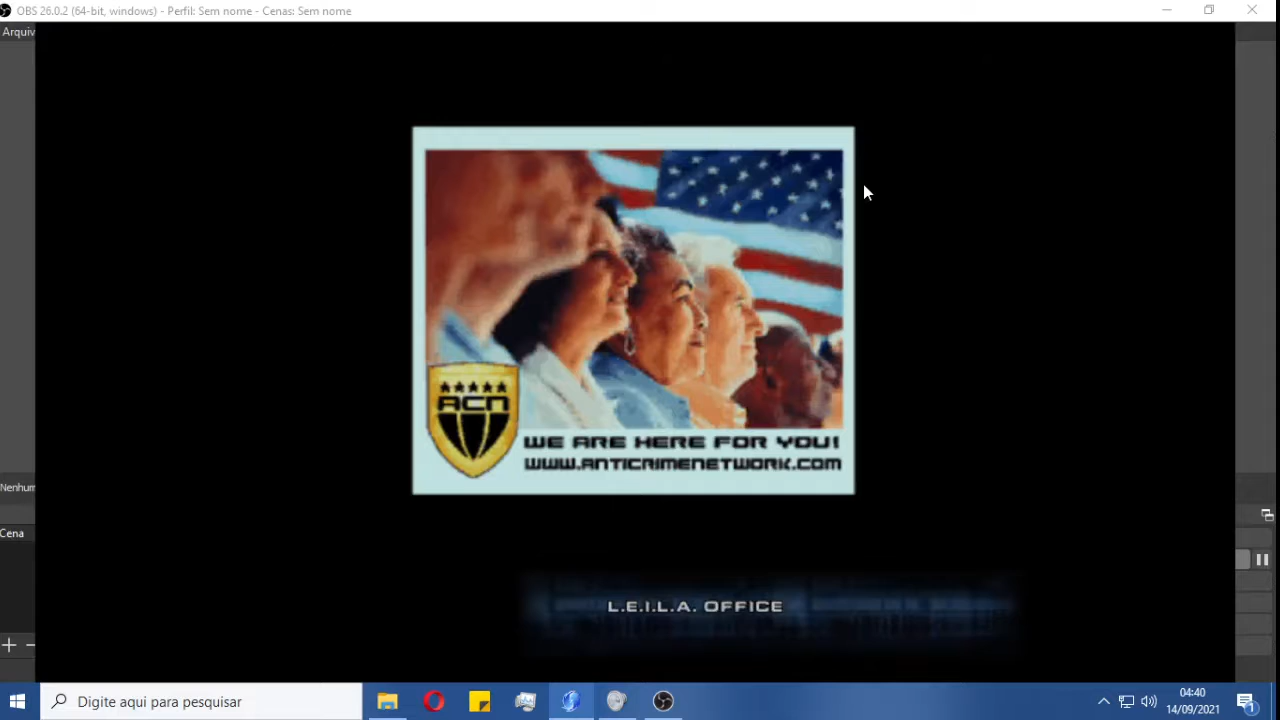 OBS 26.0.2 (64-bit, windows) - Perfil: Sem nome - Cenas: Sem nome
Arquiv
ACN
WE ARE HERE FOR YOU!
WWW.ANTICRIMENETWORK.COM
Nenhum
Cena
L.E.I.L.A. OFFICE
Digite aqui para pesquisar
04:40
14/09/2021
1